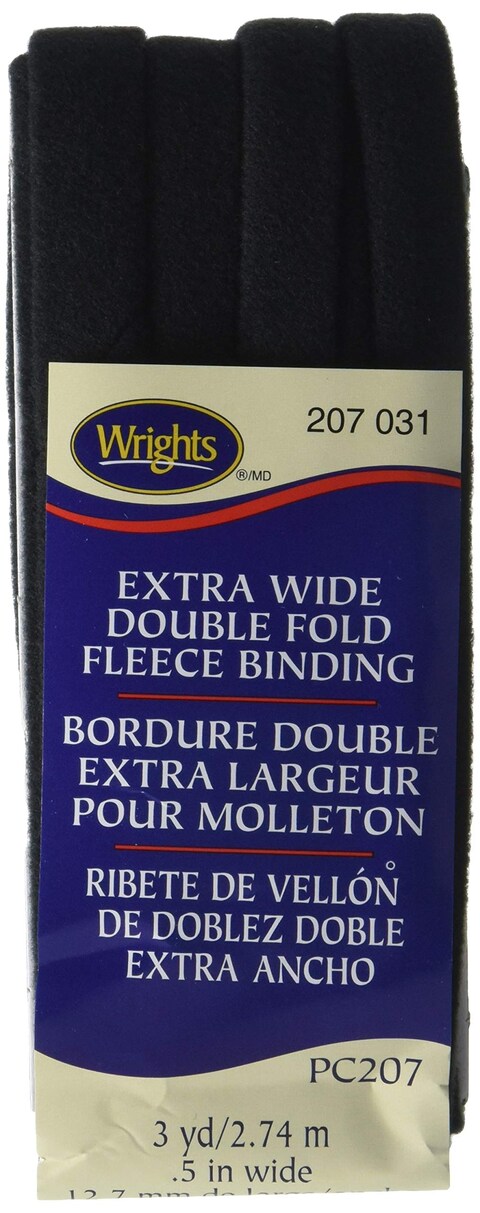 Wrights
®/MD
207 031
EXTRA WIDE
DOUBLE FOLD
FLEECE BINDING
BORDURE DOUBLE
EXTRA LARGEUR
POUR MOLLETON
RIBETE DE VELLÓN
DE DOBLEZ DOBLE
EXTRA ANCHO
PC207
3 yd/2.74 m
.5 in wide